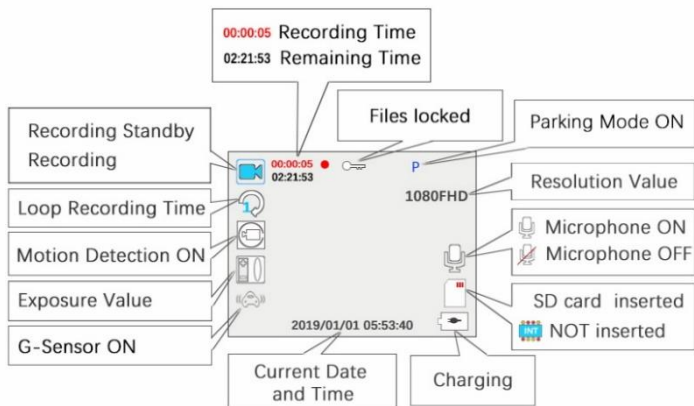 00:00:05 Recording Time
02:21:53 Remaining Time
Files locked
Parking Mode ON
Recording Standby
Recording
00:00:05
02:21:53
P
1080FHD
Resolution Value
Loop Recording Time
1
Microphone ON
Microphone OFF
Motion Detection ON
Exposure Value
SD card inserted
INT NOT inserted
G-Sensor ON
2019/01/01 05:53:40
Current Date
and Time
Charging